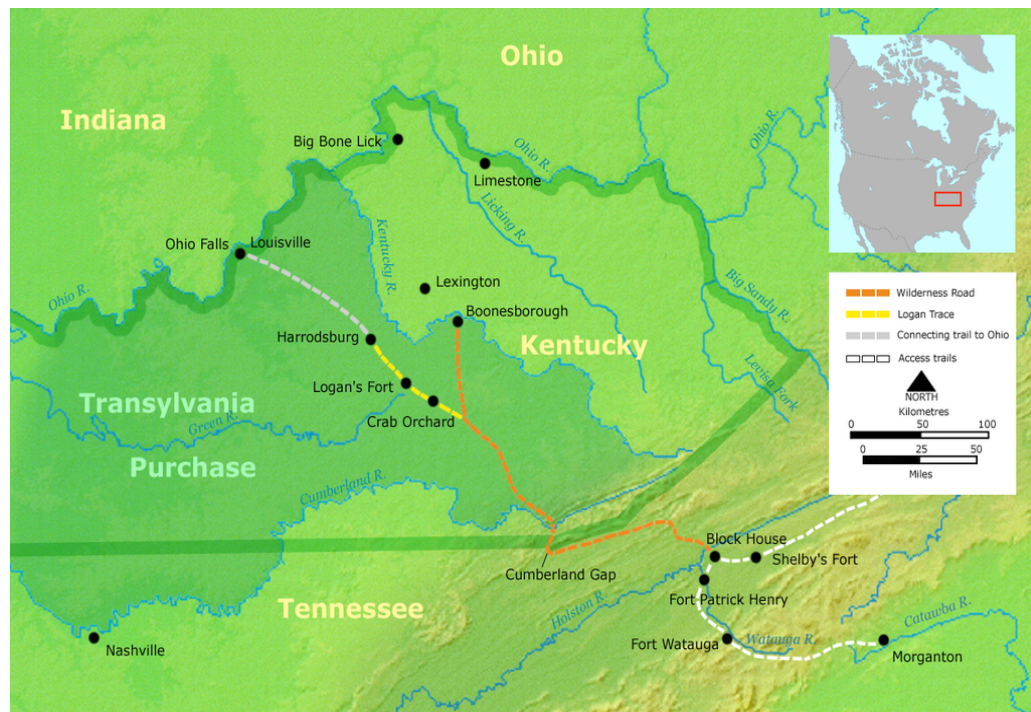 Ohio
Indiana
Big Bone Lick
Ohio R.
Ohio R.
Limestone
Licking R.
Kentucky R.
Ohio Falls
Louisville
Lexington
Big Sandy R.
Ohio R.
Boonesborough
Harrodsburg
Kentucky
Levisa Fork
Logan's Fort
Transylvania
Crab Orchard
Green R.
Purchase
Cumberland R.
Block House
Shelby's Fort
Cumberland Gap
Fort Patrick Henry
Tennessee
Holston R.
Catawba R.
Fort Watauga
Watauga R.
Nashville
Morganton
Wilderness Road
Logan Trace
Connecting trail to Ohio
Access trails
NORTH
Kilometres
0 50 100
0 25 50
Miles